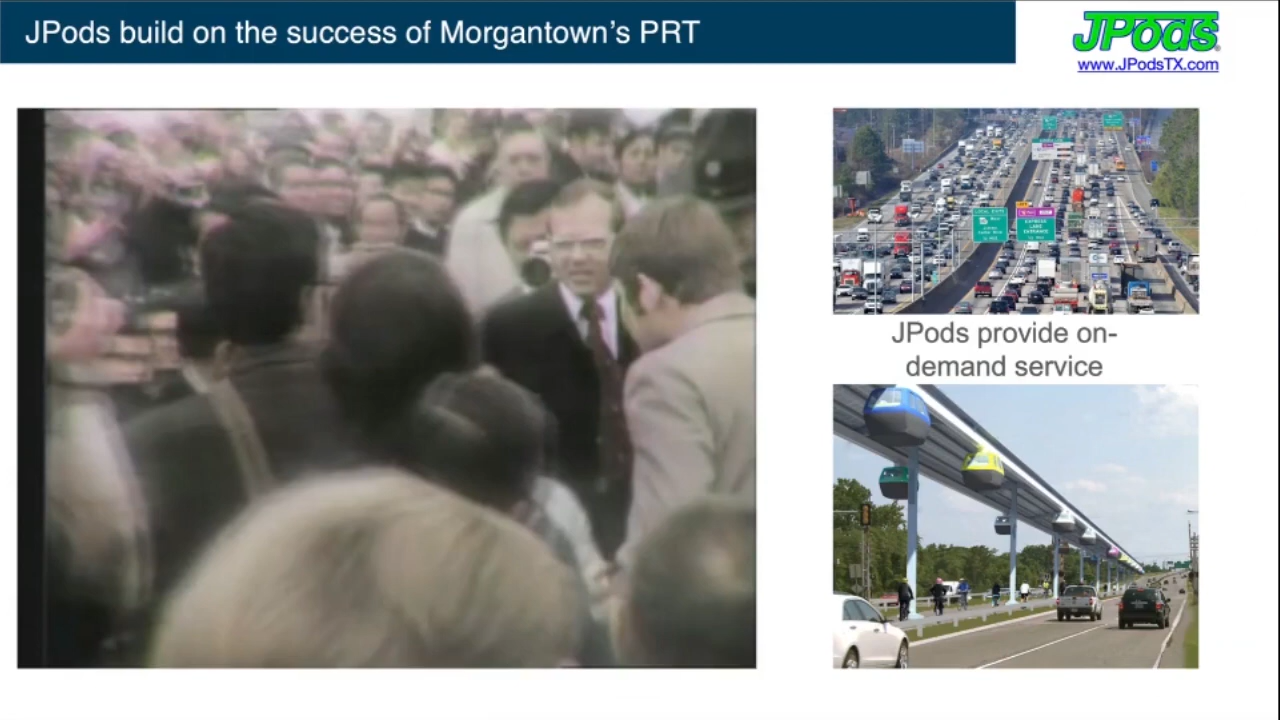 JPods build on the success of Morgantown's PRT
JPods
www.JPodsTX.com
JPods provide on-
demand service